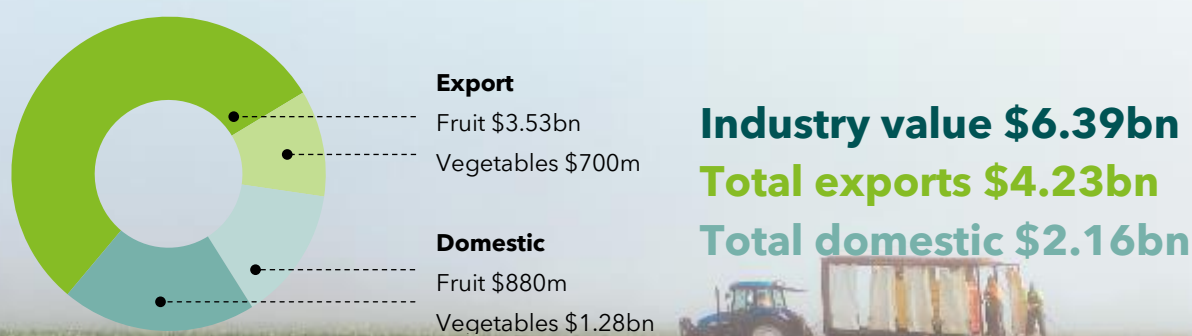 Export
Fruit $3.53bn
Vegetables $700m
Domestic
Fruit $880m
Vegetables $1.28bn
Industry value $6.39bn
Total exports $4.23bn
Total domestic $2.16bn